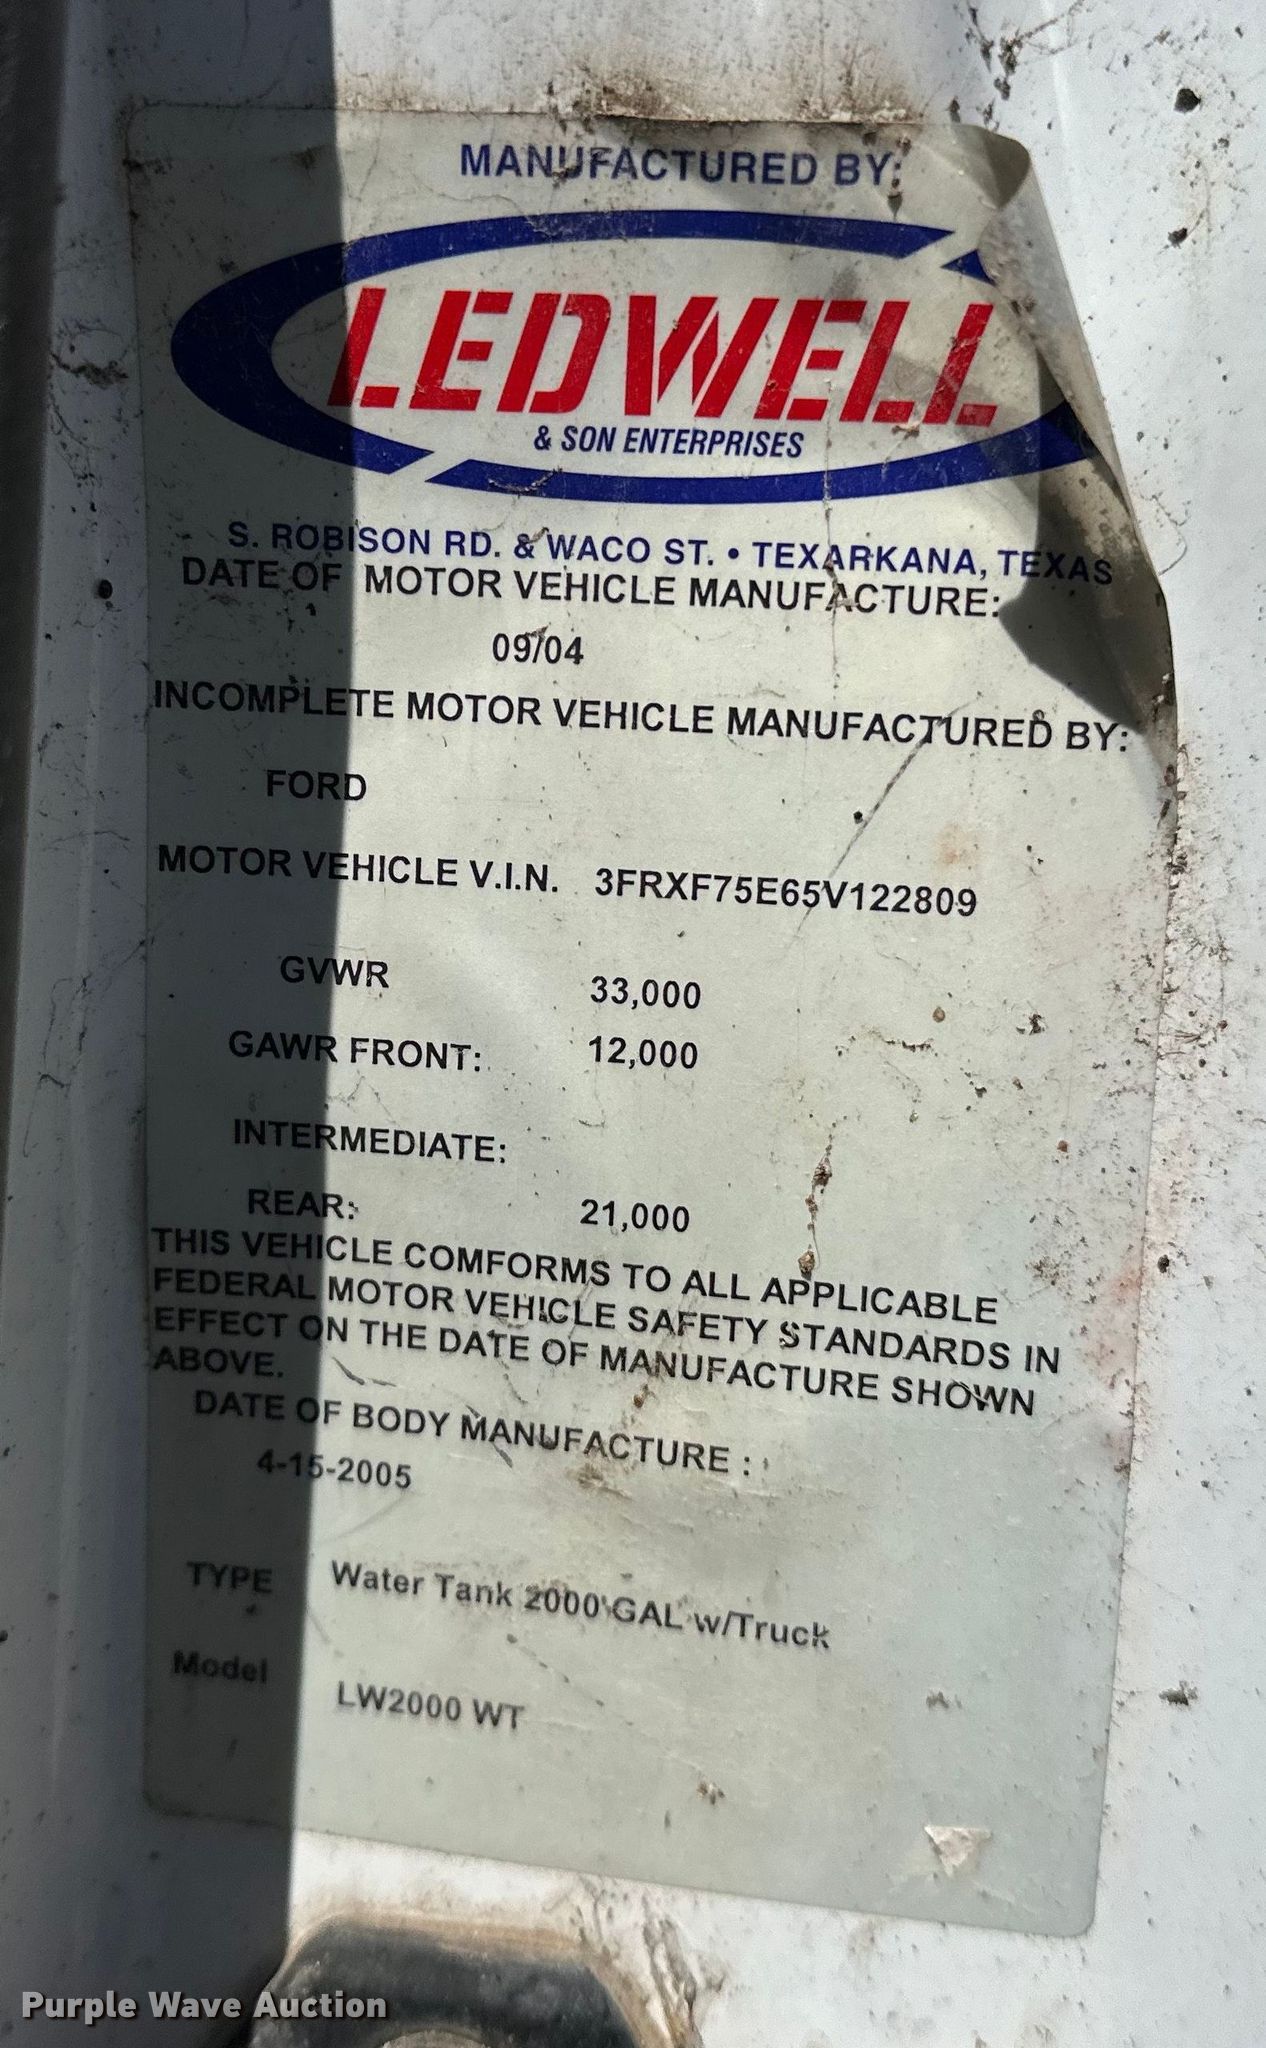 MANUFACTURED BY:
LEDWELL
& SON ENTERPRISES
S. ROBISON RD. & WACO ST. • TEXARKANA, TEXAS
DATE OF MOTOR VEHICLE MANUFACTURE:
09/04
INCOMPLETE MOTOR VEHICLE MANUFACTURED BY:
FORD
MOTOR VEHICLE V.I.N. 3FRXF75E65V122809
GVWR 33,000
GAWR FRONT: 12,000
INTERMEDIATE:
REAR: 21,000
THIS VEHICLE COMFORMS TO ALL APPLICABLE
FEDERAL MOTOR VEHICLE SAFETY STANDARDS IN
EFFECT ON THE DATE OF MANUFACTURE SHOWN
ABOVE.
DATE OF BODY MANUFACTURE :
4-15-2005
TYPE Water Tank 2000 GAL w/Truck
Model LW2000 WT
Purple Wave Auction